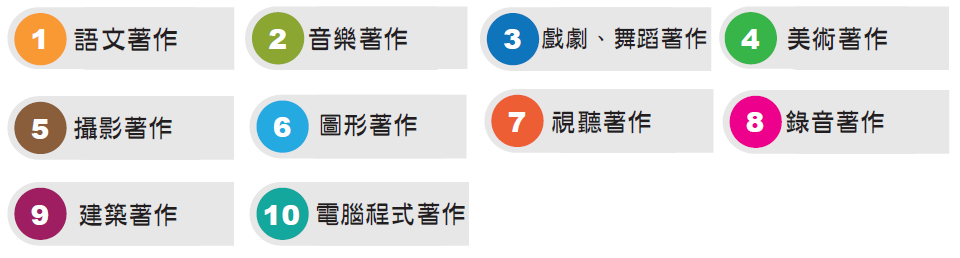 1 語文著作
2 音樂著作
3 戲劇、舞蹈著作
4 美術著作
5 攝影著作
6 圖形著作
7 視聽著作
8 錄音著作
9 建築著作
10 電腦程式著作